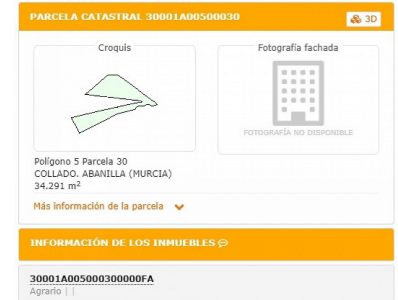 PARCELA CATASTRAL 30001A00500030
3D
Croquis
Fotografía fachada
FOTOGRAFÍA NO DISPONIBLE
Polígono 5 Parcela 30
COLLADO. ABANILLA (MURCIA)
34.291 m²
Más información de la parcela
INFORMACIÓN DE LOS INMUEBLES
30001A005000300000FA
Agrario | |